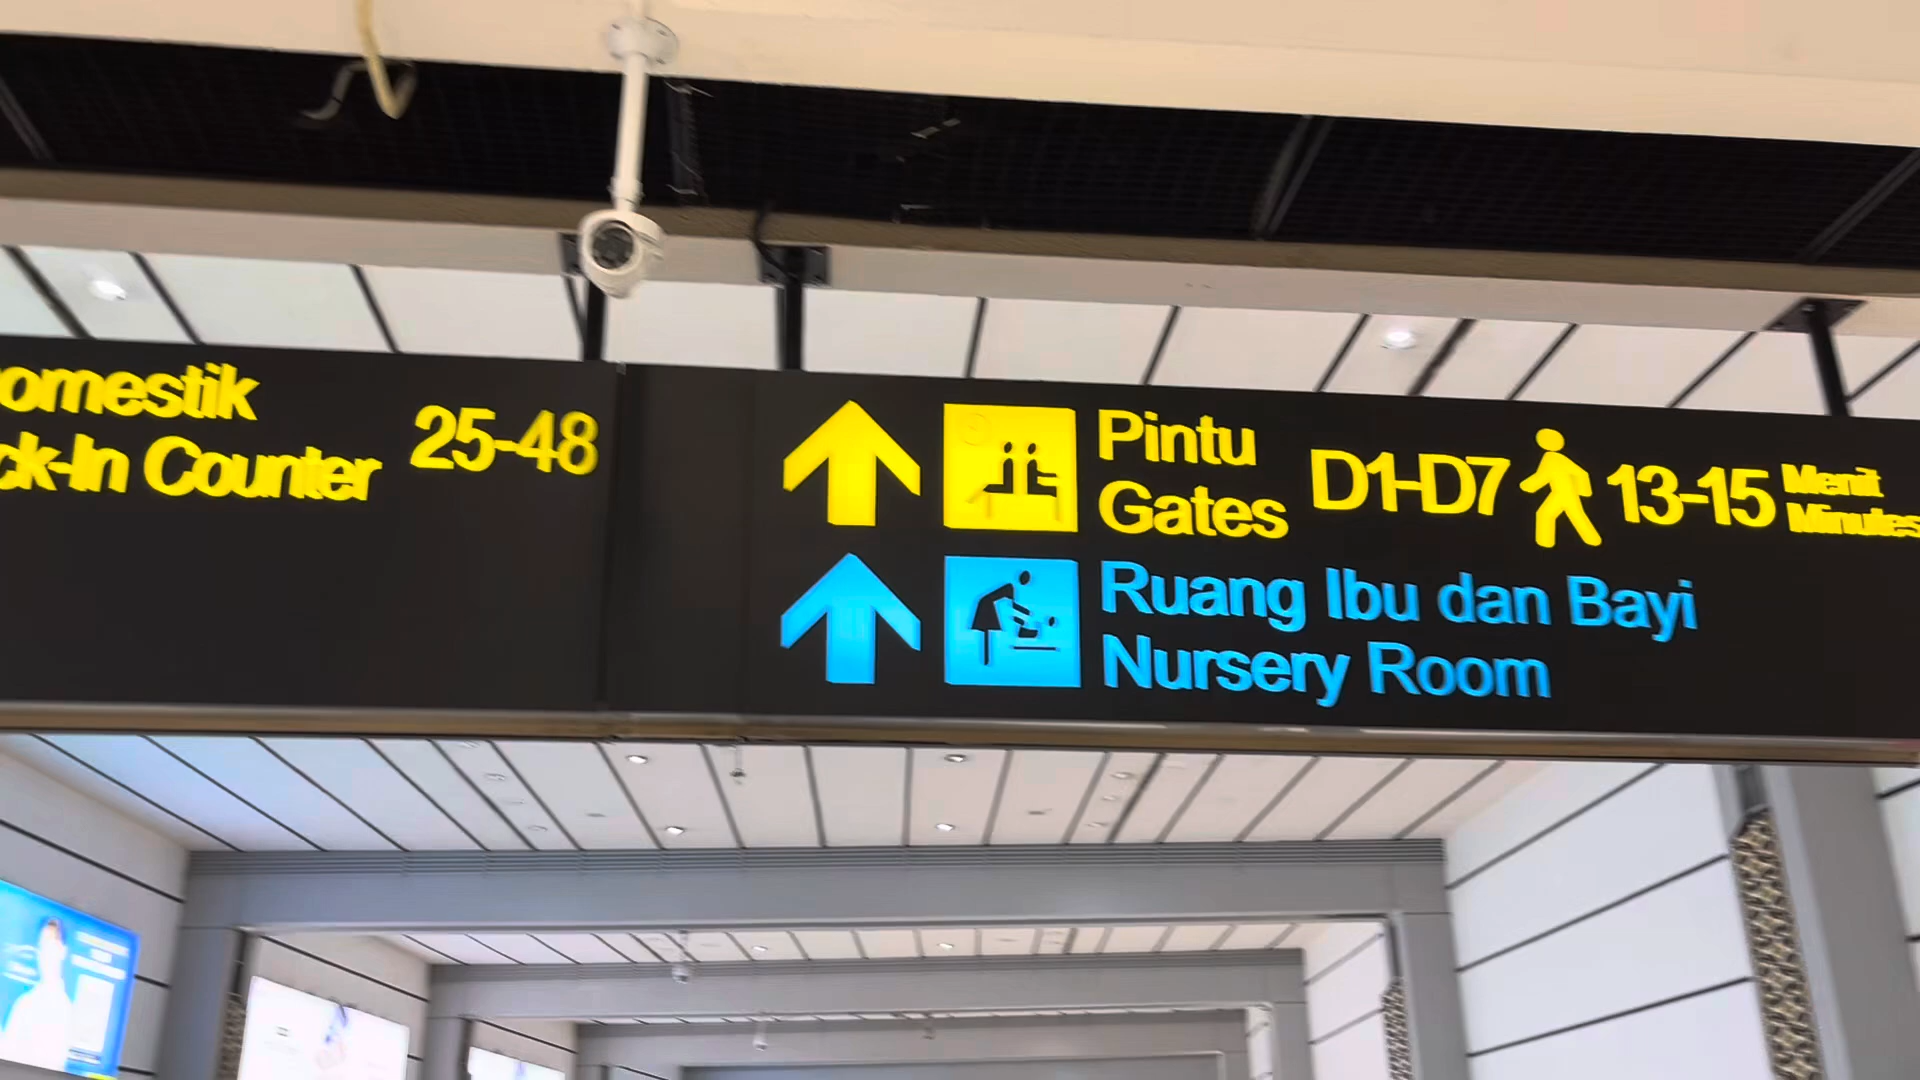 omestik
ck-In Counter
25-48
Pintu
Gates
D1-D7
13-15
Menit
Minutes
Ruang Ibu dan Bayi
Nursery Room